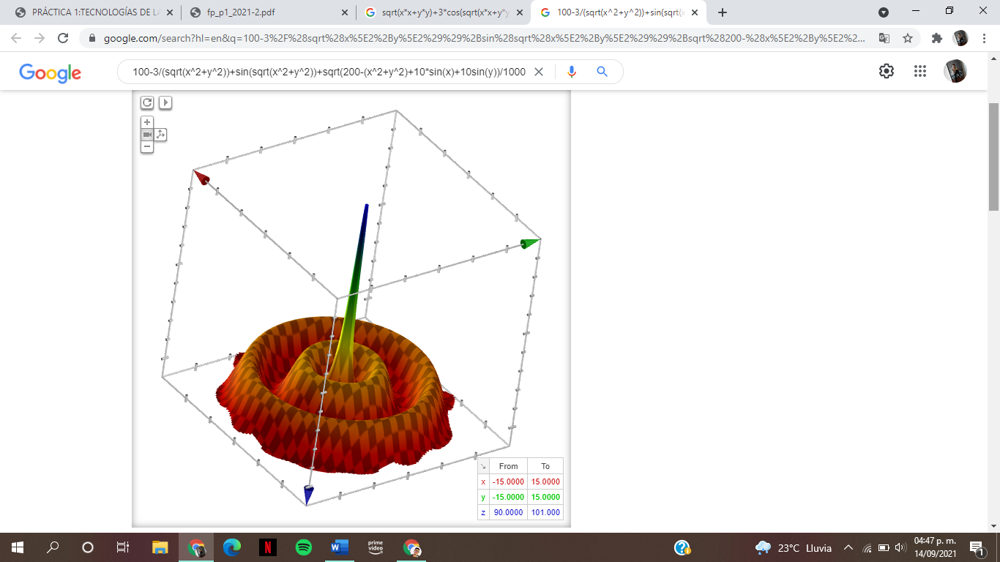 PRÁCTICA 1:TECNOLOGÍAS DE LA
fp_p1_2021-2.pdf
sqrt(x*x+y*y)+3*cos(sqrt(x*x+y*y
100-3/(sqrt(x^2+y^2))+sin(sqrt(x
google.com/search?hl=en&q=100-3%2F%28sqrt%28x%5E2%2By%5E2%29%29%2Bsin%28sqrt%28x%5E2%2By%5E2%29%29%2Bsqrt%28200-%28x%5E2%2By%5E2%2...
Google
100-3/(sqrt(x^2+y^2))+sin(sqrt(x^2+y^2))+sqrt(200-(x^2+y^2)+10*sin(x)+10sin(y))/1000
From To
x -15.0000 15.0000
y -15.0000 15.0000
z 90.0000 101.000
N
W
prime video
23°C Lluvia
04:47 p. m.
14/09/2021
1